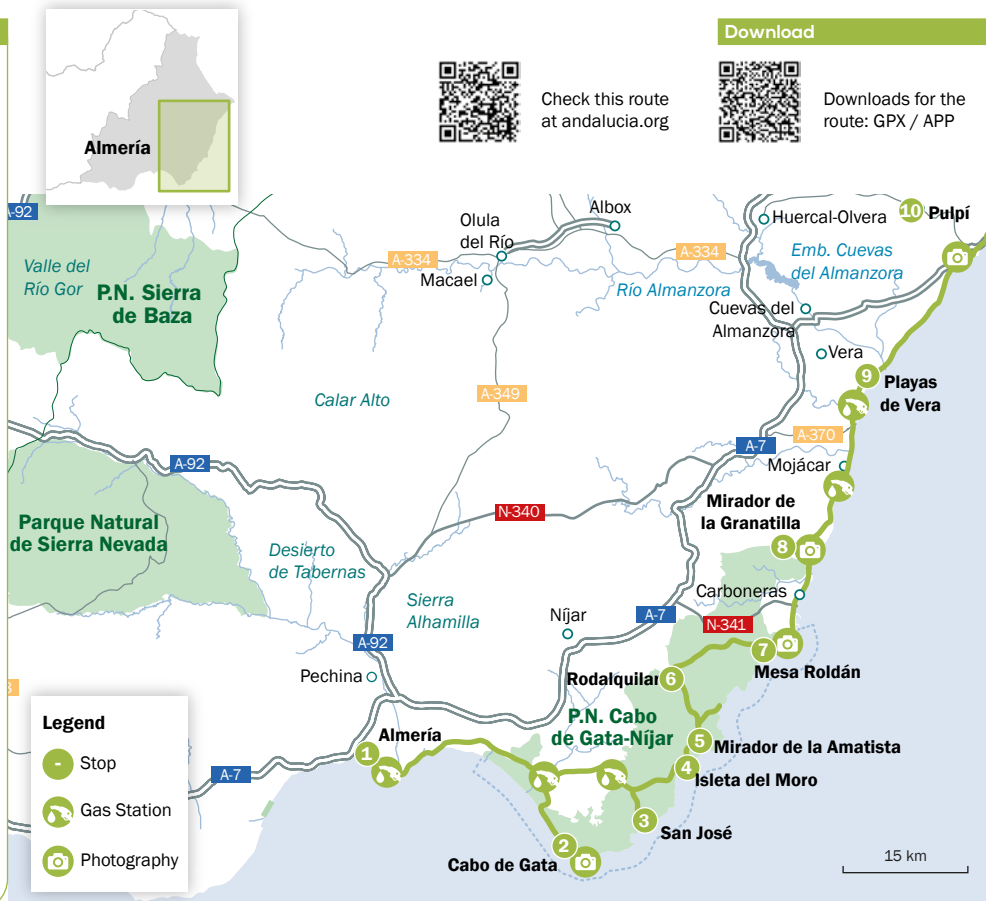 Download
Check this route
at andalucia.org
Downloads for the
route: GPX / APP
Almería
A-92
Valle del
Río Gor
P.N. Sierra
de Baza
Olula
del Río
Albox
A-334
A-334
Macael
Río Almanzora
Huercal-Olvera
10
Pulpí
Emb. Cuevas
del Almanzora
Cuevas del
Almanzora
Vera
9
Playas
de Vera
Calar Alto
A-349
A-370
A-7
Mojácar
A-92
Mirador de
la Granatilla
8
N-340
Parque Natural
de Sierra Nevada
Desierto
de Tabernas
Sierra
Alhamilla
Carboneras
Níjar
A-7
N-341
A-92
7
Mesa Roldán
Pechina
Rodalquilar
6
P.N. Cabo
de Gata-Níjar
Almería
1
5
Mirador de la Amatista
4
Isleta del Moro
A-7
3
San José
2
Cabo de Gata
15 km
Legend
- Stop
Gas Station
Photography